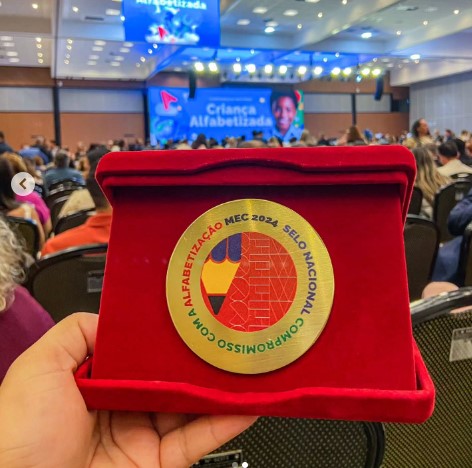 Alfabetizada
Criança
Alfabetizada
MEC 2024 SELO NACIONAL COMPROMISSO COM A ALFABETIZAÇÃO